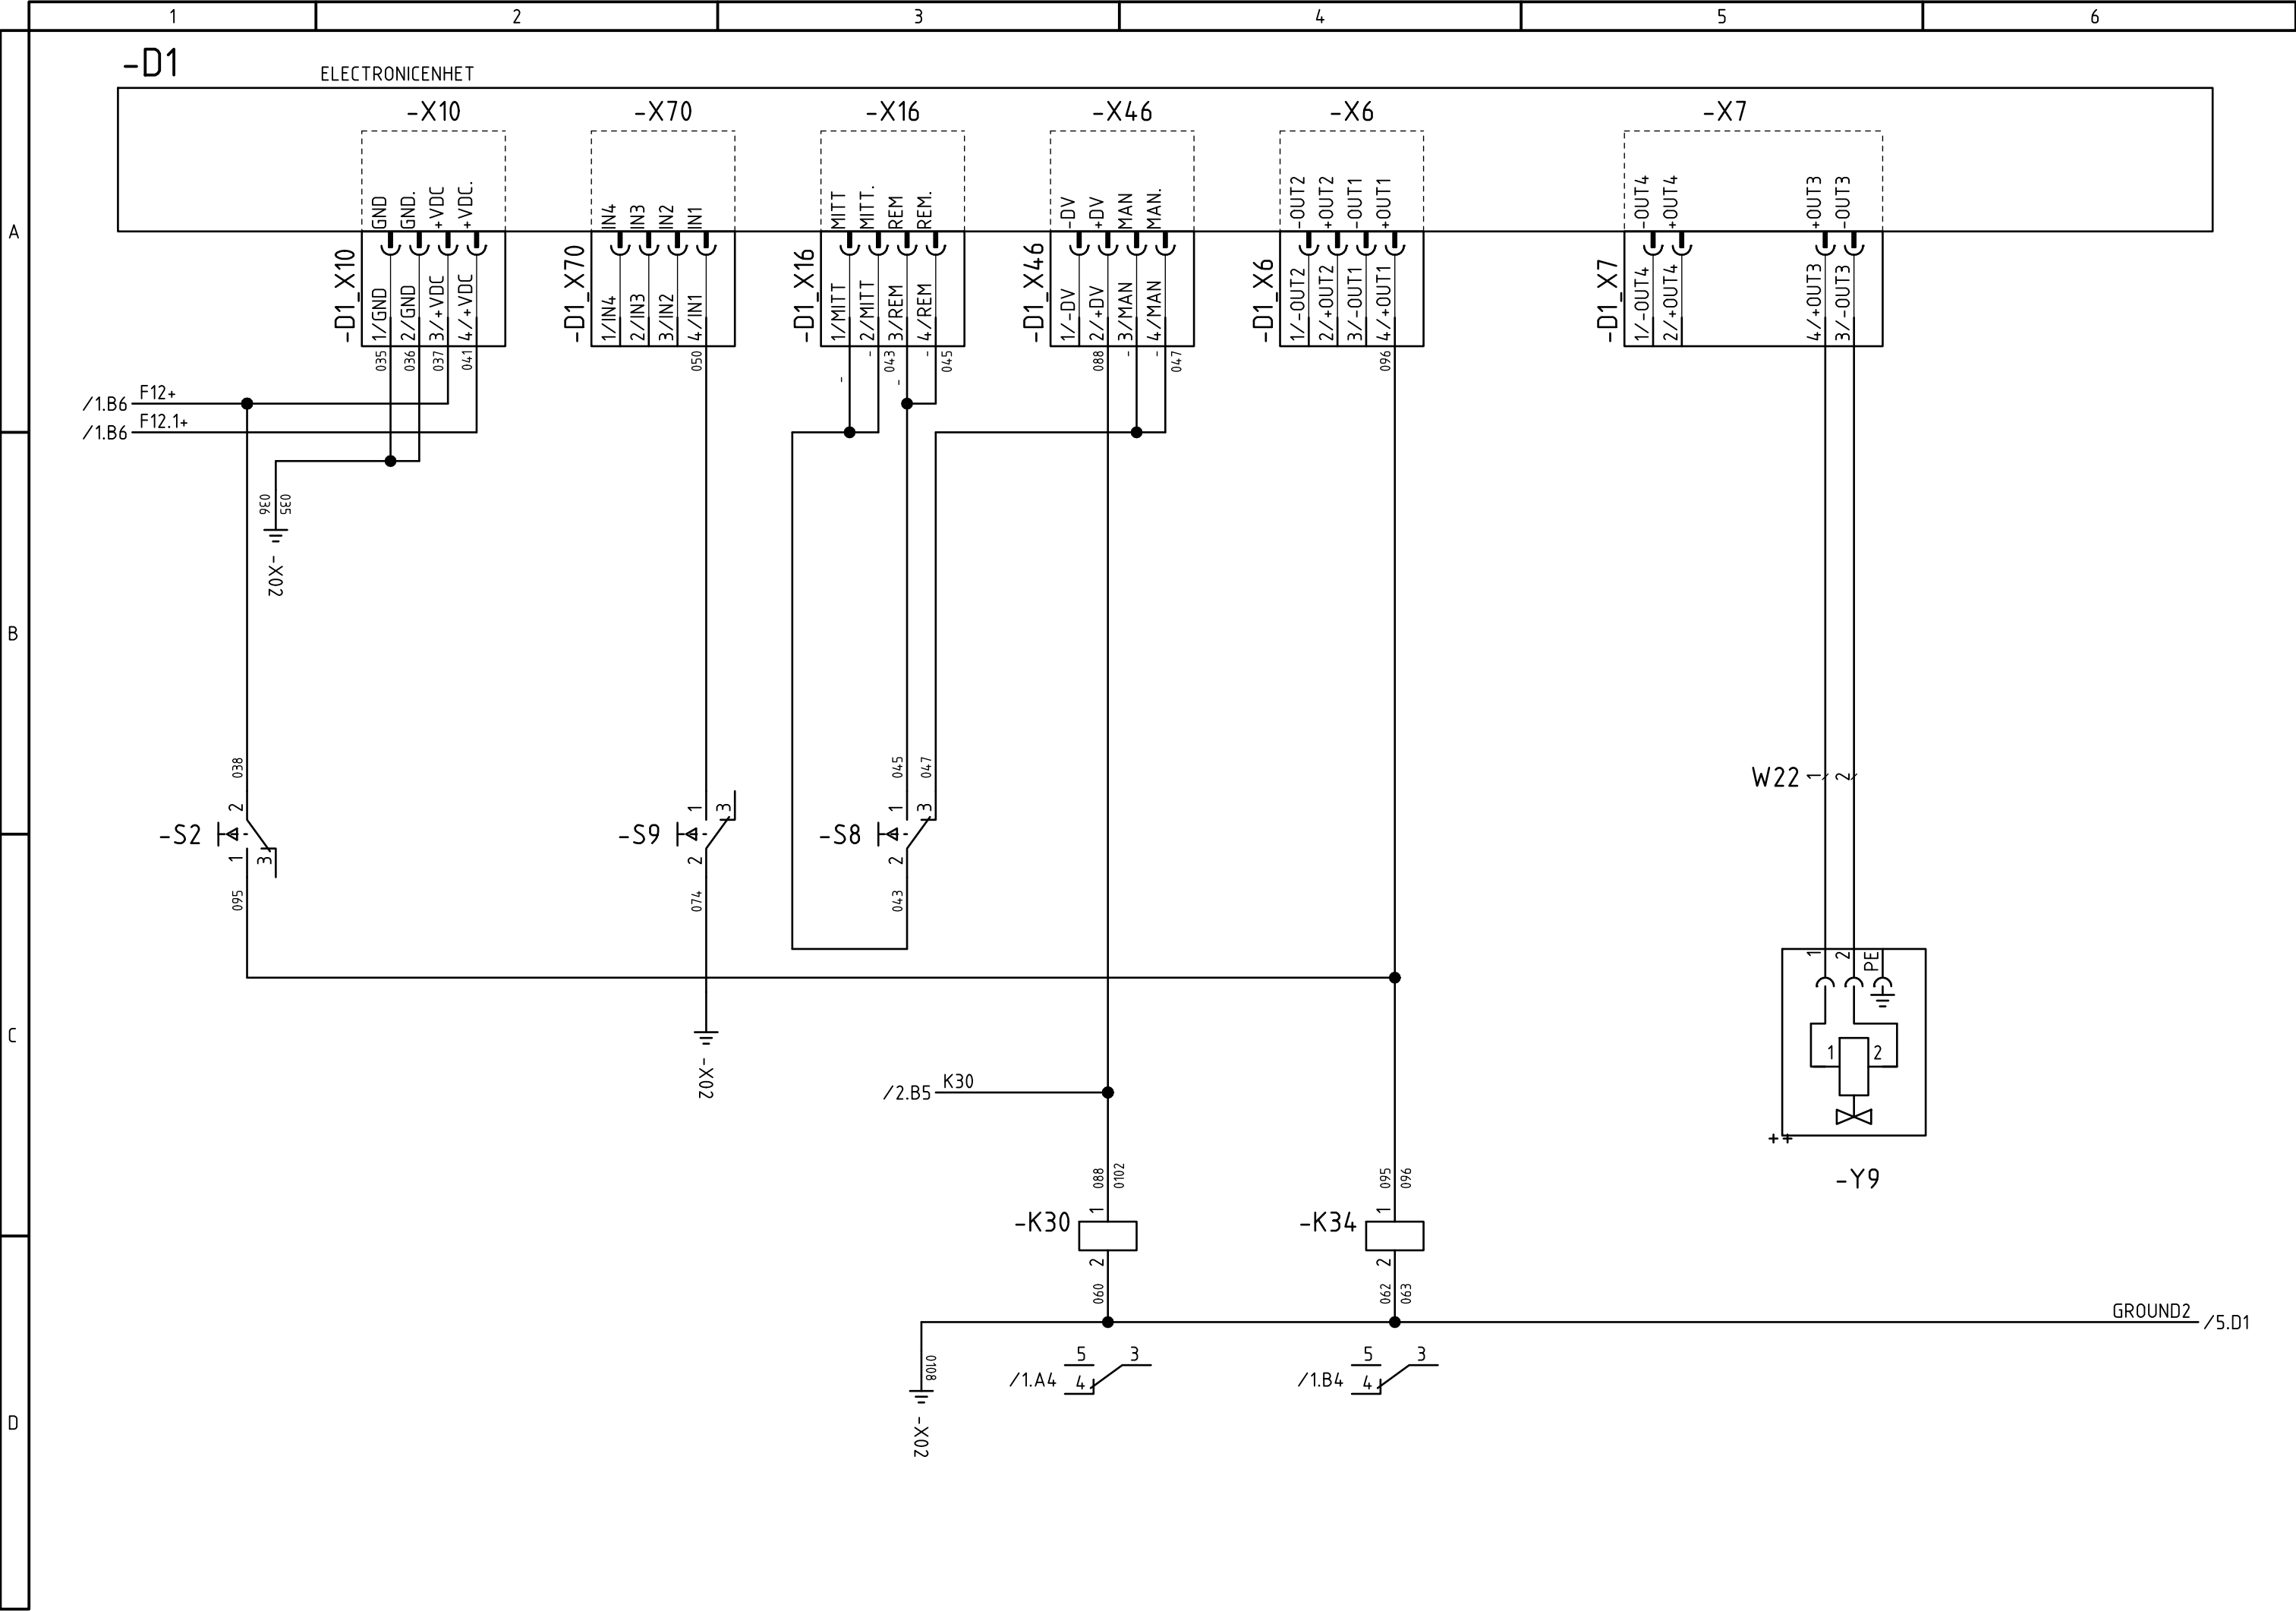 1 2 3 4 5 6
-D1
ELECTRONICENHET
-X10 -X70 -X16 -X46 -X6 -X7
GND GND. +VDC +VDC.
IN4 IN3 IN2 IN1
MITT MITT. REM REM.
-DV +DV MAN MAN.
-OUT2 +OUT2 -OUT1 +OUT1
-OUT4 +OUT4 +OUT3 -OUT3
A
-D1_X10 1/GND 2/GND 3/+VDC 4/+VDC
-D1_X70 1/IN4 2/IN3 3/IN2 4/IN1
-D1_X16 1/MITT 2/MITT 3/REM 4/REM
-D1_X46 1/-DV 2/+DV 3/MAN 4/MAN
-D1_X6 1/-OUT2 2/+OUT2 3/-OUT1 4/+OUT1
-D1_X7 1/-OUT4 2/+OUT4 4/+OUT3 3/-OUT3
035 036 037 041 050 - - 043 - - 045 088 - - 047 096
/1.B6 F12+
/1.B6 F12.1+
036 035
-X02
B
038 045 047
W22 1 2
-S2 2 1 3
-S9 1 3 2
-S8 1 3 2
095 074 043
1 2 PE
C
-X02
1 2
/2.B5 K30
++
-Y9
088 0102 095 096
-K30 1 2
-K34 1 2
060 062 063
GROUND2 /5.D1
0108
/1.A4 5 3 4
/1.B4 5 3 4
-X02
D